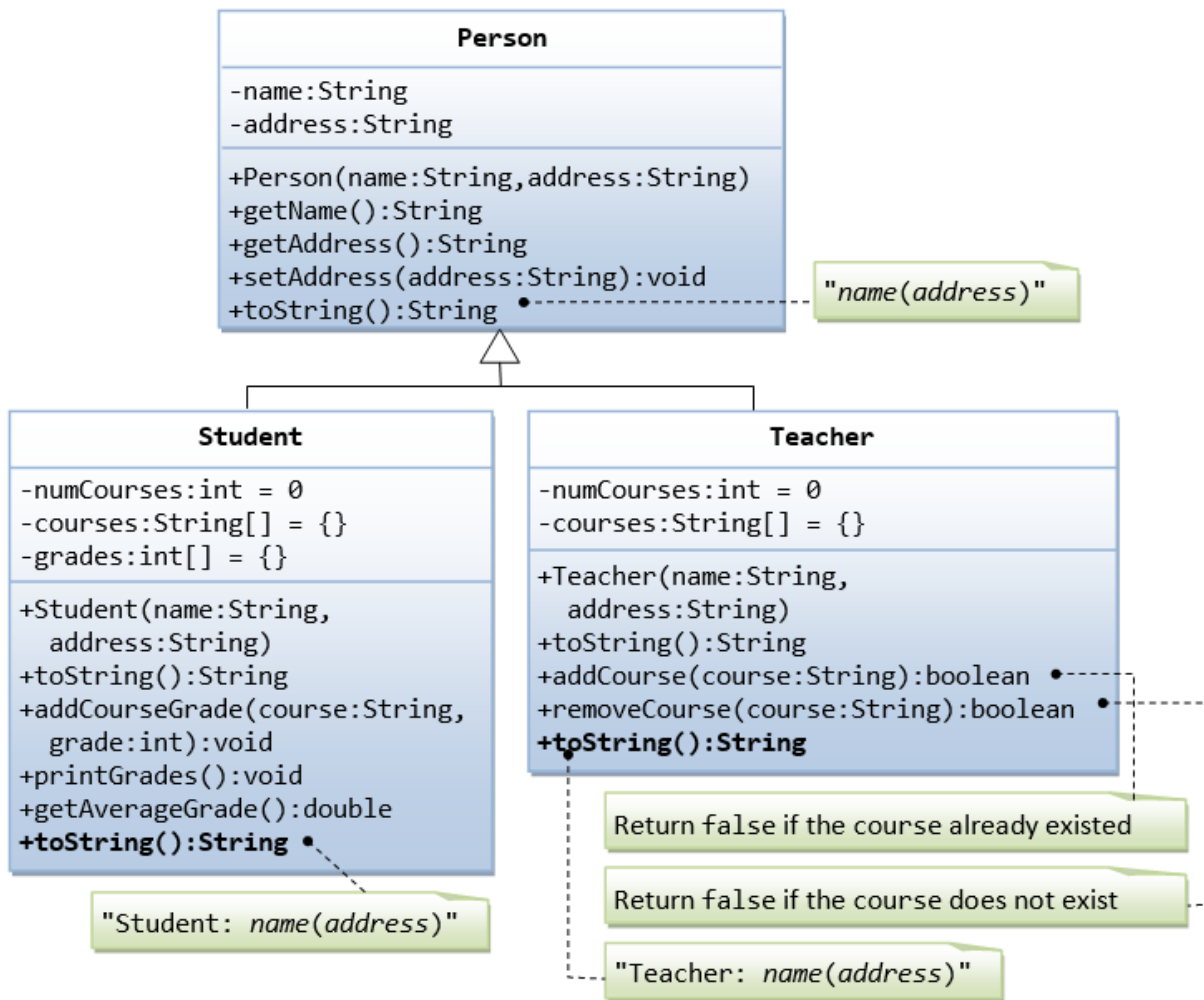 Person
-name:String
-address:String
+Person(name:String,address:String)
+getName():String
+getAddress():String
+setAddress(address:String):void
+toString():String
"name(address)"
Student
-numCourses:int = 0
-courses:String[] = {}
-grades:int[] = {}
+Student(name:String,
address:String)
+toString():String
+addCourseGrade(course:String,
grade:int):void
+printGrades():void
+getAverageGrade():double
+toString():String
"Student: name(address)"
Teacher
-numCourses:int = 0
-courses:String[] = {}
+Teacher(name:String,
address:String)
+toString():String
+addCourse(course:String):boolean
+removeCourse(course:String):boolean
+toString():String
Return false if the course already existed
Return false if the course does not exist
"Teacher: name(address)"